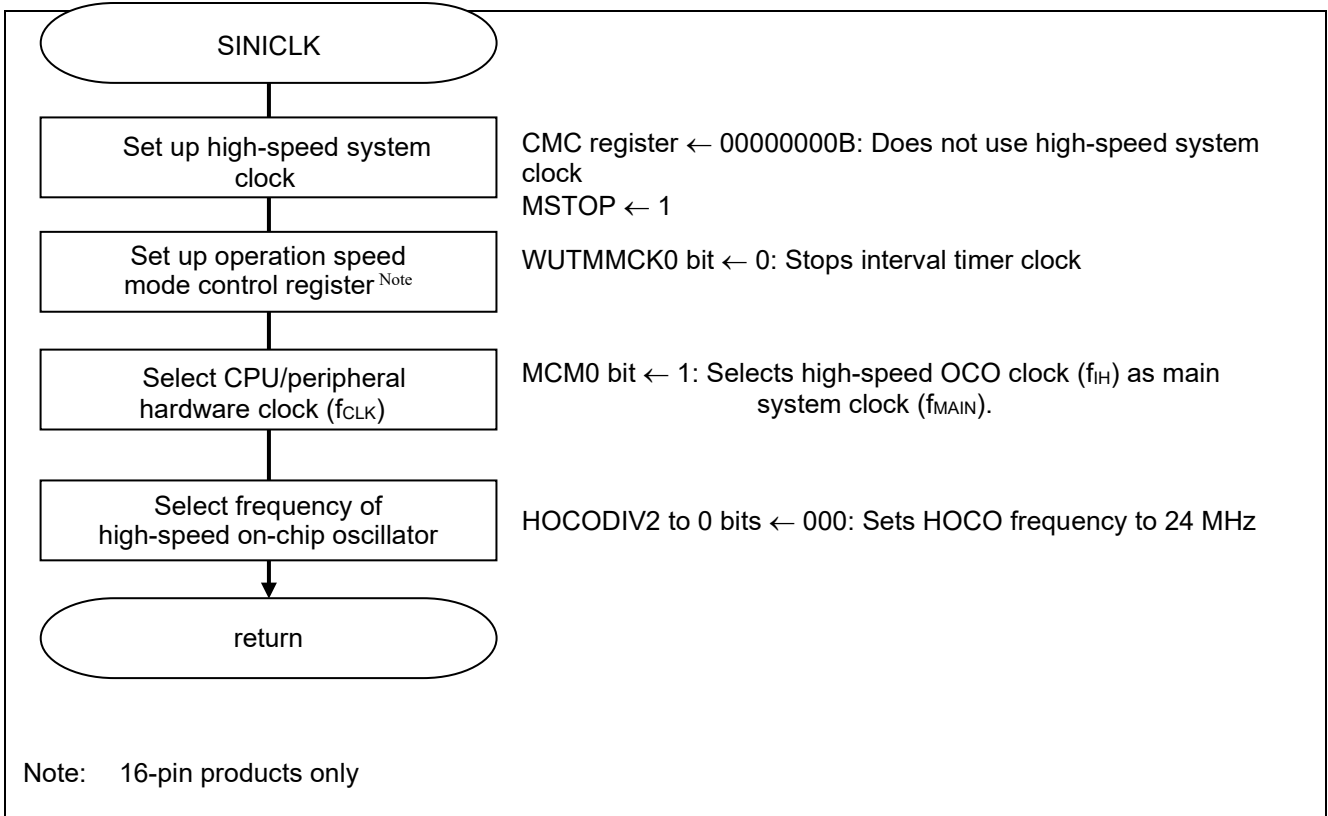 SINICLK
Set up high-speed system
clock
CMC register ← 00000000B: Does not use high-speed system
clock
MSTOP ← 1
Set up operation speed
mode control register Note
WUTMMCK0 bit ← 0: Stops interval timer clock
Select CPU/peripheral
hardware clock (fCLK)
MCM0 bit ← 1: Selects high-speed OCO clock (fIH) as main
system clock (fMAIN).
Select frequency of
high-speed on-chip oscillator
HOCODIV2 to 0 bits ← 000: Sets HOCO frequency to 24 MHz
return
Note: 16-pin products only